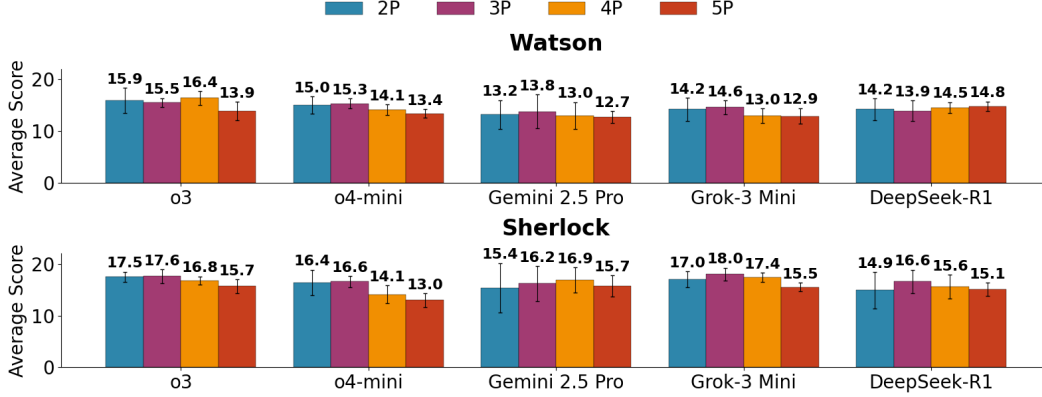 2P 3P 4P 5P
Watson
Average Score
20
10
0
15.9 15.5 16.4 13.9 15.0 15.3 14.1 13.4 13.2 13.8 13.0 12.7 14.2 14.6 13.0 12.9 14.2 13.9 14.5 14.8
o3 o4-mini Gemini 2.5 Pro Grok-3 Mini DeepSeek-R1
Sherlock
Average Score
20
10
0
17.5 17.6 16.8 15.7 16.4 16.6 14.1 13.0 15.4 16.2 16.9 15.7 17.0 18.0 17.4 15.5 14.9 16.6 15.6 15.1
o3 o4-mini Gemini 2.5 Pro Grok-3 Mini DeepSeek-R1